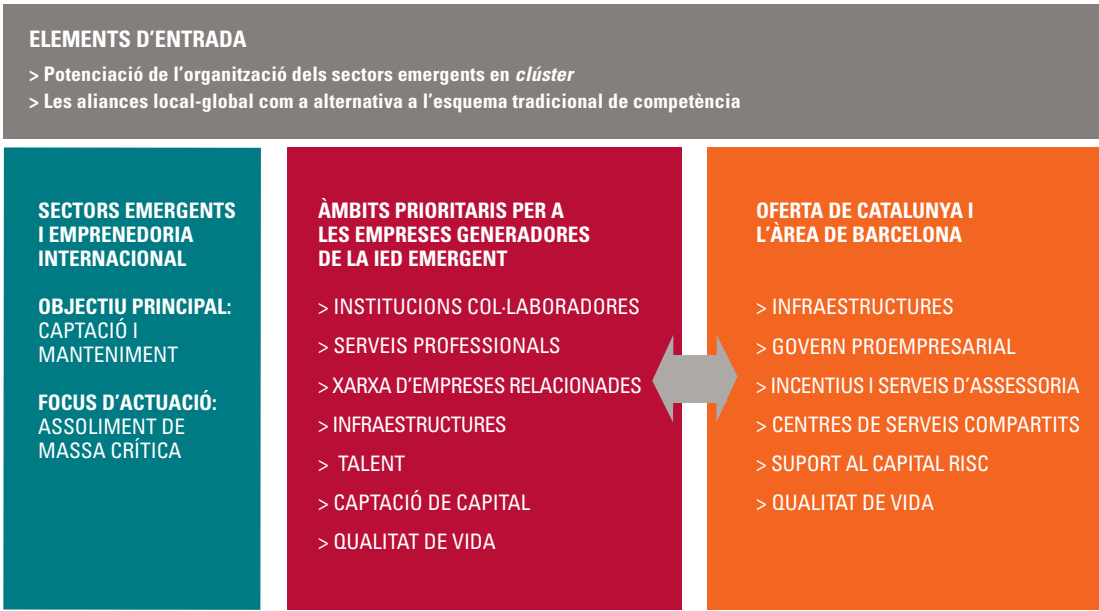 ELEMENTS D'ENTRADA
> Potenciació de l'organització dels sectors emergents en clúster
> Les aliances local-global com a alternativa a l'esquema tradicional de competència
SECTORS EMERGENTS
I EMPRENEDORIA
INTERNACIONAL
OBJECTIU PRINCIPAL:
CAPTACIÓ I
MANTENIMENT
FOCUS D'ACTUACIÓ:
ASSOLIMENT DE
MASSA CRÍTICA
ÀMBITS PRIORITARIS PER A
LES EMPRESES GENERADORES
DE LA IED EMERGENT
> INSTITUCIONS COL·LABORADORES
> SERVEIS PROFESSIONALS
> XARXA D'EMPRESES RELACIONADES
> INFRAESTRUCTURES
> TALENT
> CAPTACIÓ DE CAPITAL
> QUALITAT DE VIDA
OFERTA DE CATALUNYA I
L'ÀREA DE BARCELONA
> INFRAESTRUCTURES
> GOVERN PROEMPRESARIAL
> INCENTIUS I SERVEIS D'ASSESSORIA
> CENTRES DE SERVEIS COMPARTITS
> SUPORT AL CAPITAL RISC
> QUALITAT DE VIDA